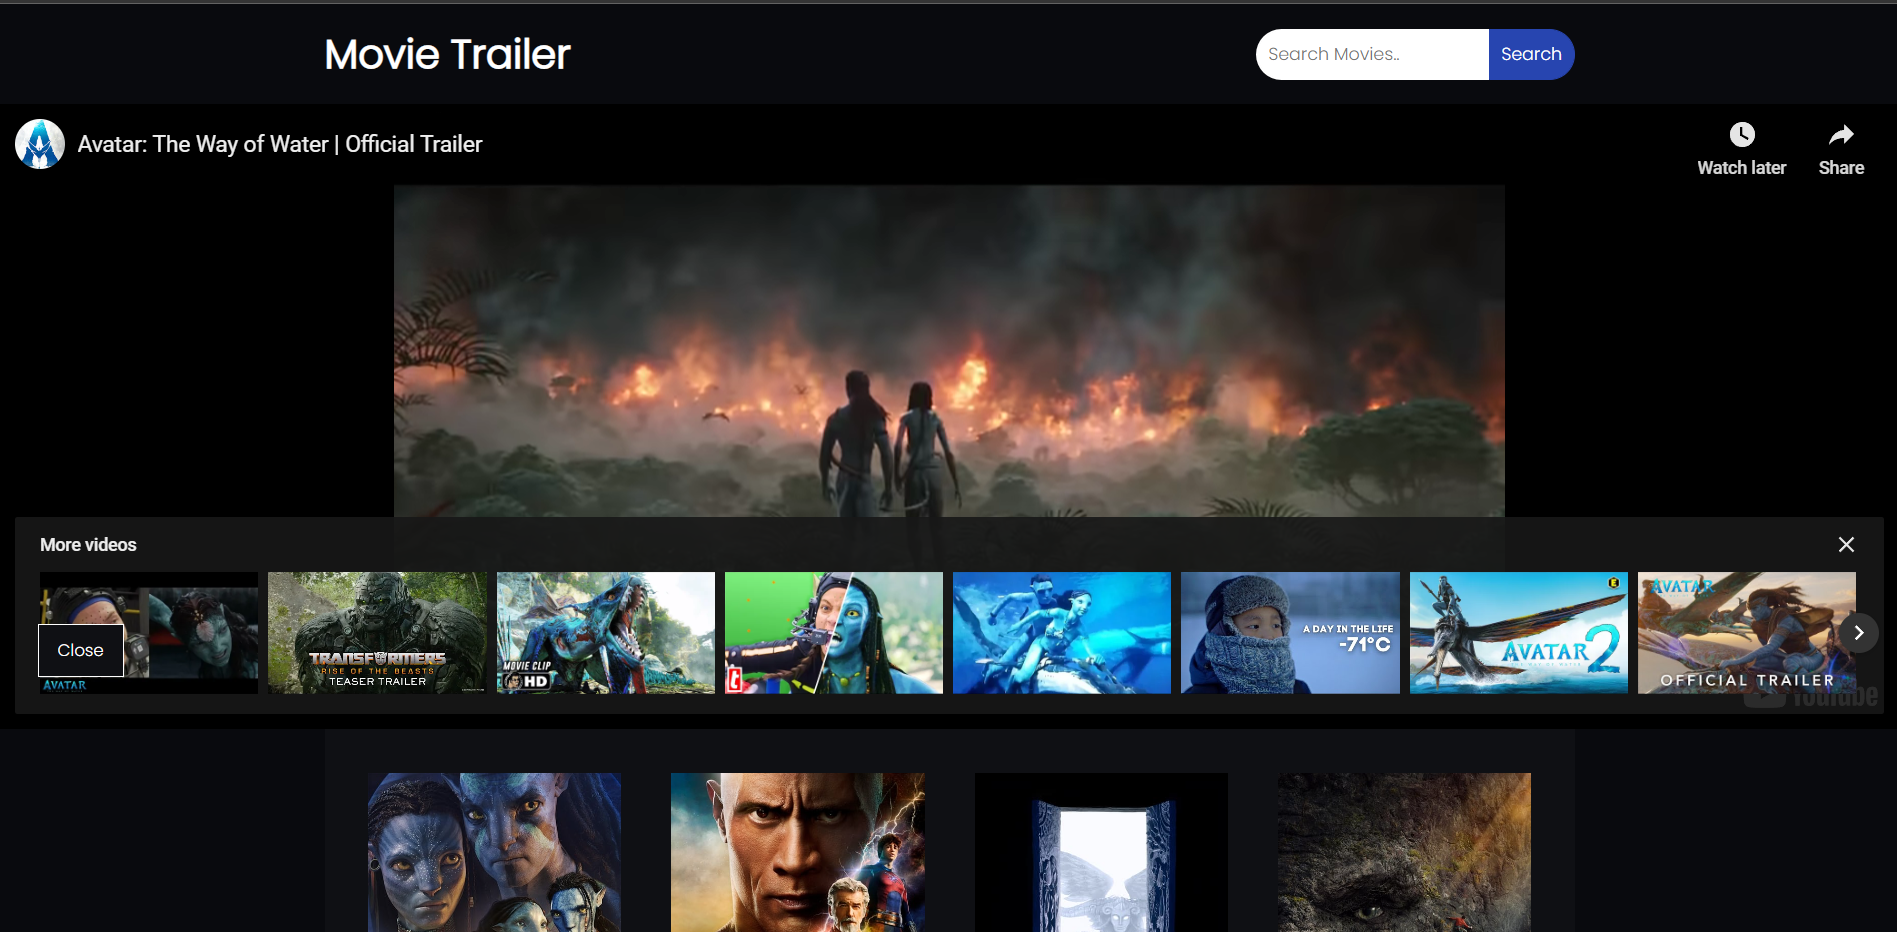 Movie Trailer
Search Movies..
Search
Avatar: The Way of Water | Official Trailer
Watch later
Share
More videos
Close
AVATAR
TRANSFORMERS
RISE OF THE BEASTS
TEASER TRAILER
MOVIE CLIP
HD
t
A DAY IN THE LIFE
-71°C
E
AVATAR 2
AVATAR
OFFICIAL TRAILER
YouTube